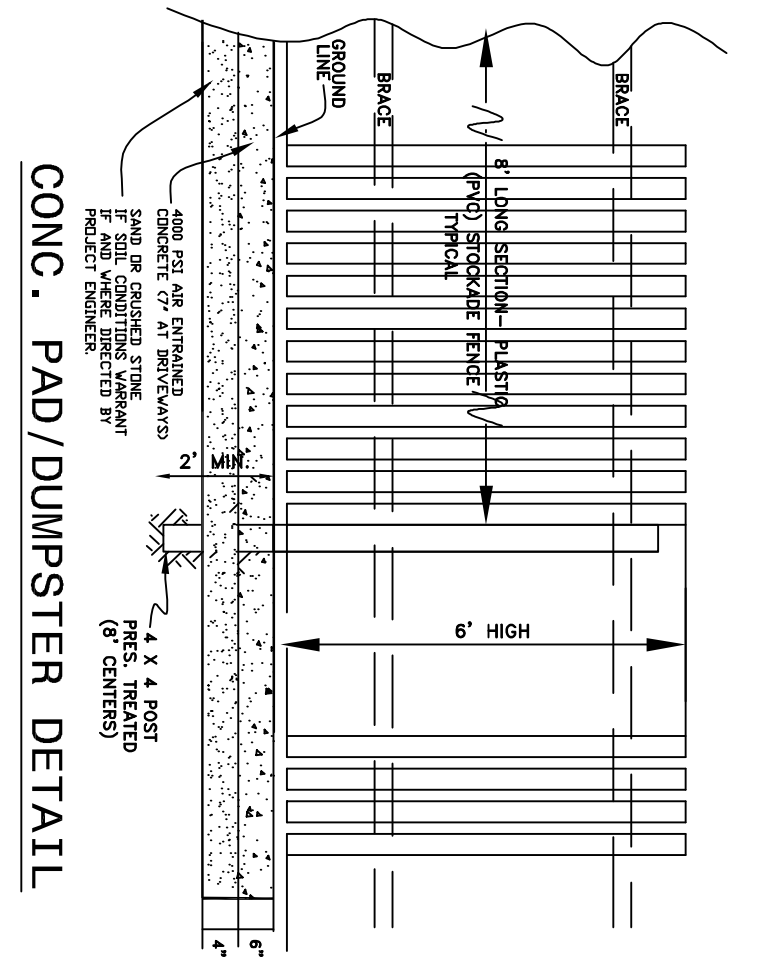 BRACE
BRACE
8' LONG SECTION- PLASTIC
(PVC) STOCKADE FENCE
TYPICAL
6' HIGH
GROUND
LINE
2' MIN.
6"
4"
4000 PSI AIR ENTRAINED
CONCRETE (7" AT DRIVEWAYS)
SAND OR CRUSHED STONE
IF SOIL CONDITIONS WARRANT
IF AND WHERE DIRECTED BY
PROJECT ENGINEER.
4 X 4 POST
PRES. TREATED
(8' CENTERS)
CONC. PAD/DUMPSTER DETAIL